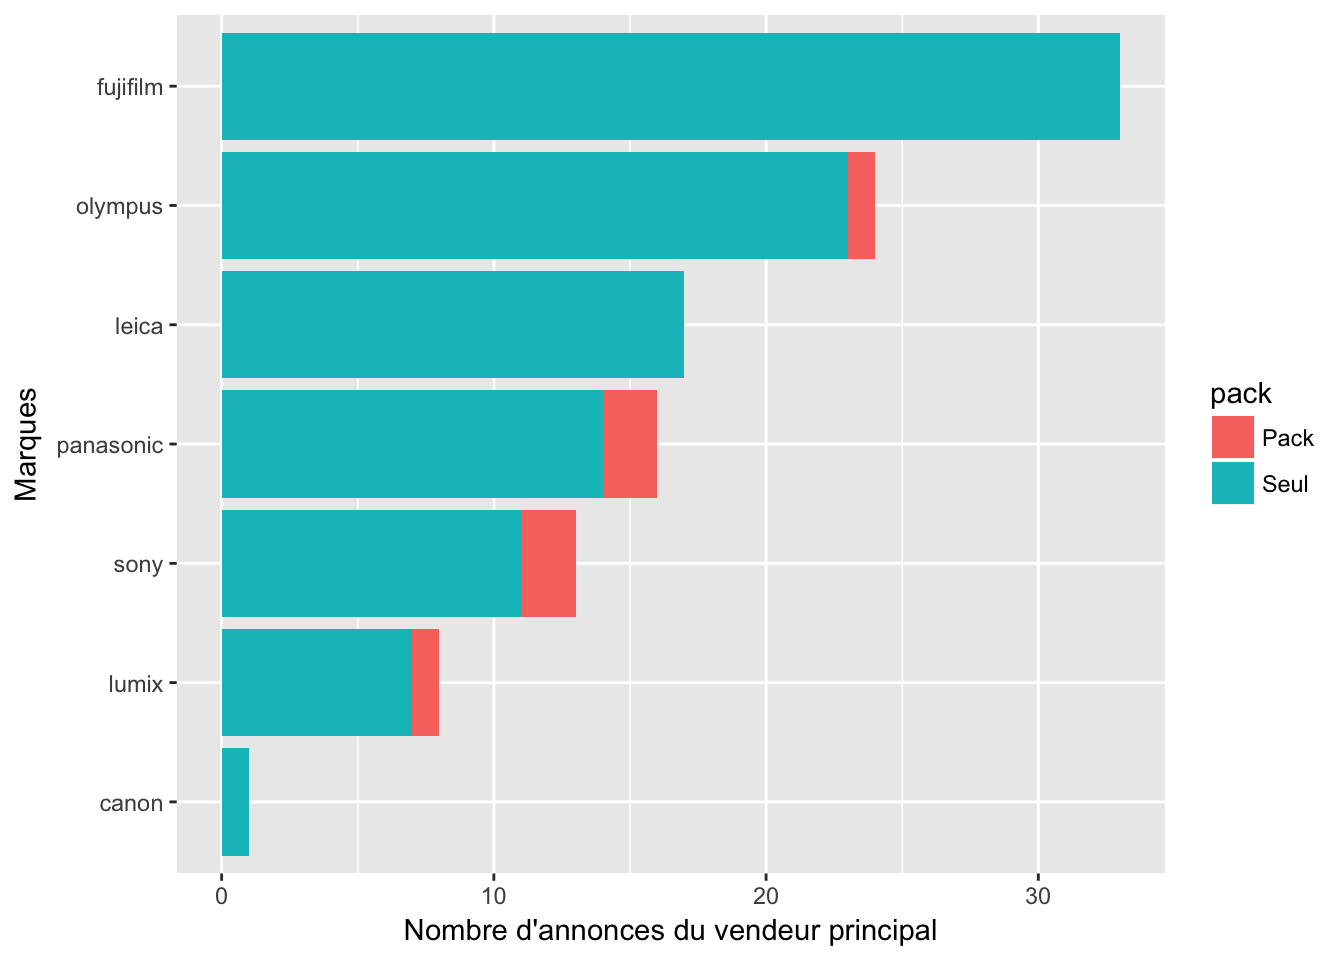 fujifilm
olympus
leica
panasonic
sony
lumix
canon
Marques
0 10 20 30
Nombre d'annonces du vendeur principal
pack
Pack
Seul